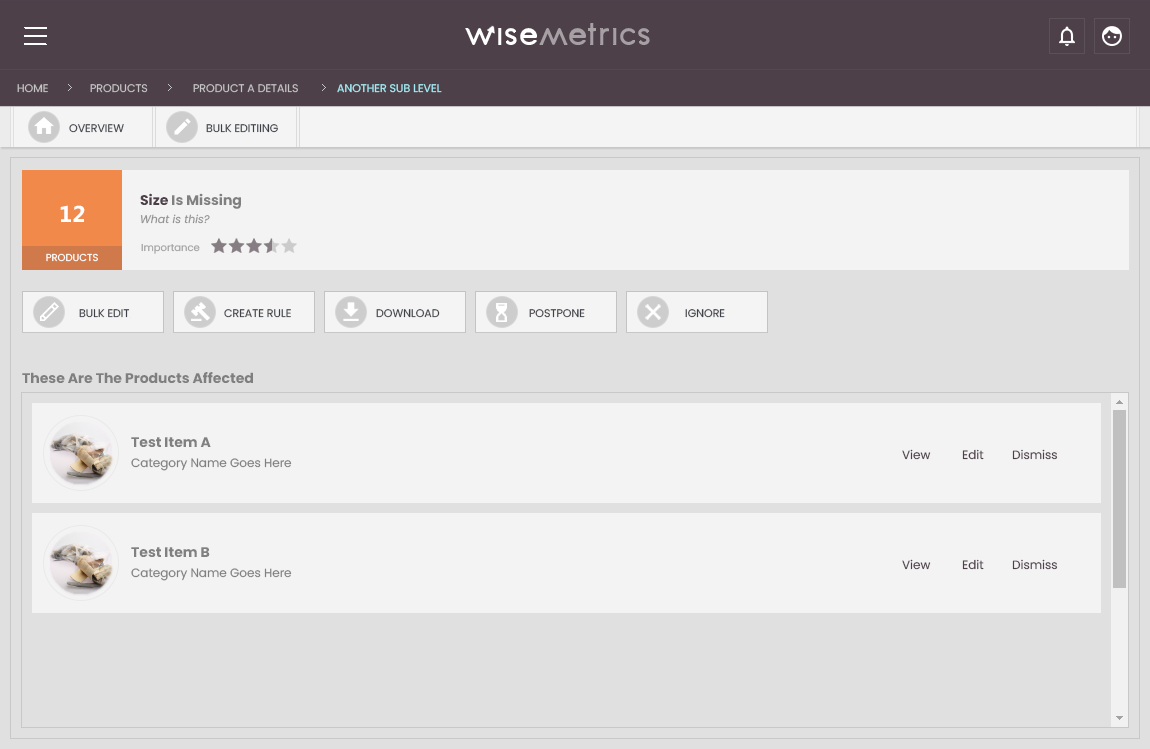 wisemetrics
HOME PRODUCTS PRODUCT A DETAILS ANOTHER SUB LEVEL
OVERVIEW BULK EDITIING
12
PRODUCTS
Size Is Missing
What is this?
Importance
BULK EDIT CREATE RULE DOWNLOAD POSTPONE IGNORE
These Are The Products Affected
Test Item A
Category Name Goes Here
View Edit Dismiss
Test Item B
Category Name Goes Here
View Edit Dismiss